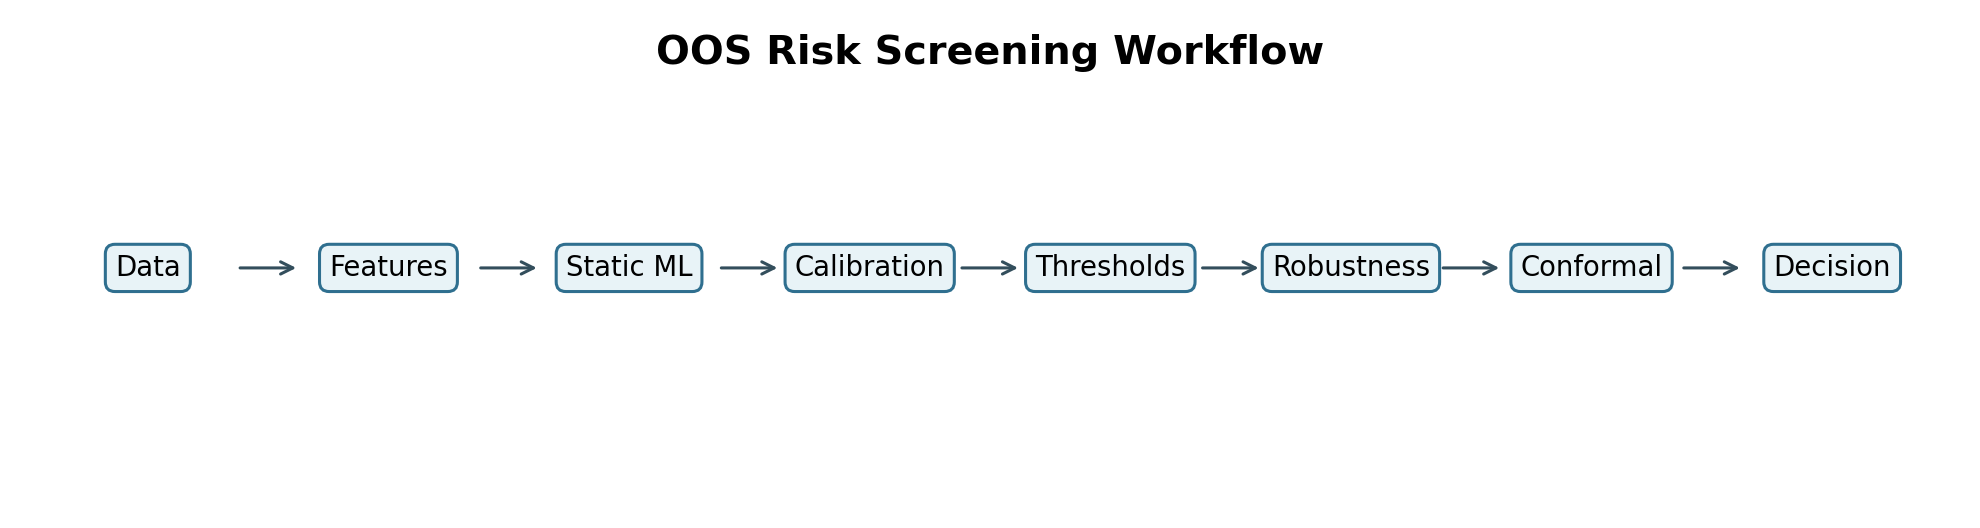 OOS Risk Screening Workflow
Data
Features
Static ML
Calibration
Thresholds
Robustness
Conformal
Decision